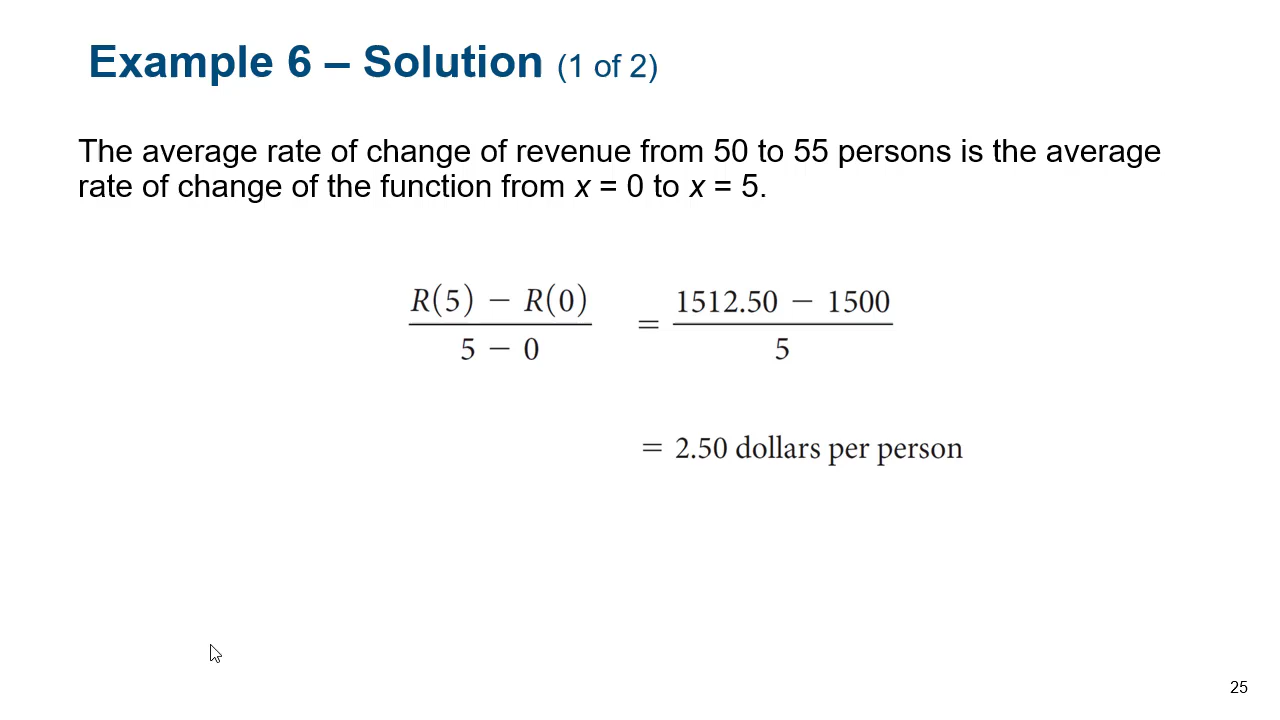 Example 6 – Solution (1 of 2)
The average rate of change of revenue from 50 to 55 persons is the average
rate of change of the function from x = 0 to x = 5.
R(5) − R(0)
5 − 0
=
1512.50 − 1500
5
= 2.50 dollars per person
25